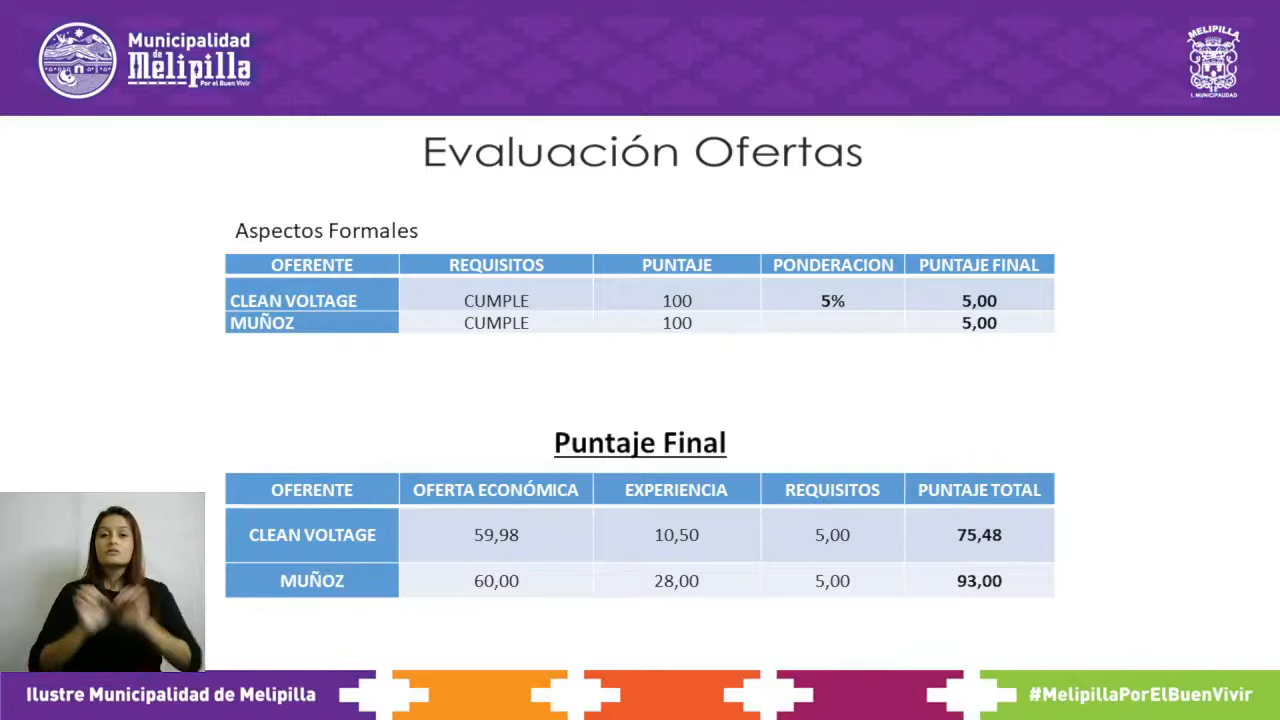 Municipalidad
de
Melipilla
Por el Buen Vivir
MELIPILLA
I. MUNICIPALIDAD
Evaluación Ofertas
Aspectos Formales
OFERENTE REQUISITOS PUNTAJE PONDERACION PUNTAJE FINAL
CLEAN VOLTAGE CUMPLE 100 5% 5,00
MUÑOZ CUMPLE 100 5,00
Puntaje Final
OFERENTE OFERTA ECONÓMICA EXPERIENCIA REQUISITOS PUNTAJE TOTAL
CLEAN VOLTAGE 59,98 10,50 5,00 75,48
MUÑOZ 60,00 28,00 5,00 93,00
Ilustre Municipalidad de Melipilla
#MelipillaPorElBuenVivir